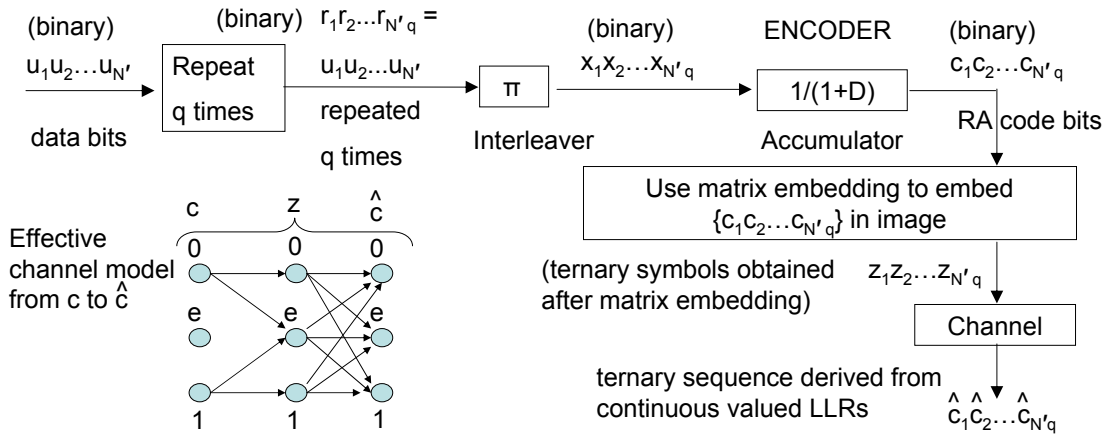 (binary)
u₁u₂…u_N′
data bits
Repeat
q times
(binary) r₁r₂...r_N′q =
u₁u₂...u_N′
repeated
q times
π
Interleaver
(binary)
x₁x₂…x_N′q
ENCODER
1/(1+D)
Accumulator
(binary)
c₁c₂…c_N′q
RA code bits
Use matrix embedding to embed
{c₁c₂…c_N′q} in image
(ternary symbols obtained
after matrix embedding)
z₁z₂…z_N′q
Channel
ternary sequence derived from
continuous valued LLRs
ĉ₁ĉ₂…ĉ_N′q
Effective
channel model
from c to ĉ
c z ĉ
0 0 0
e e e
1 1 1